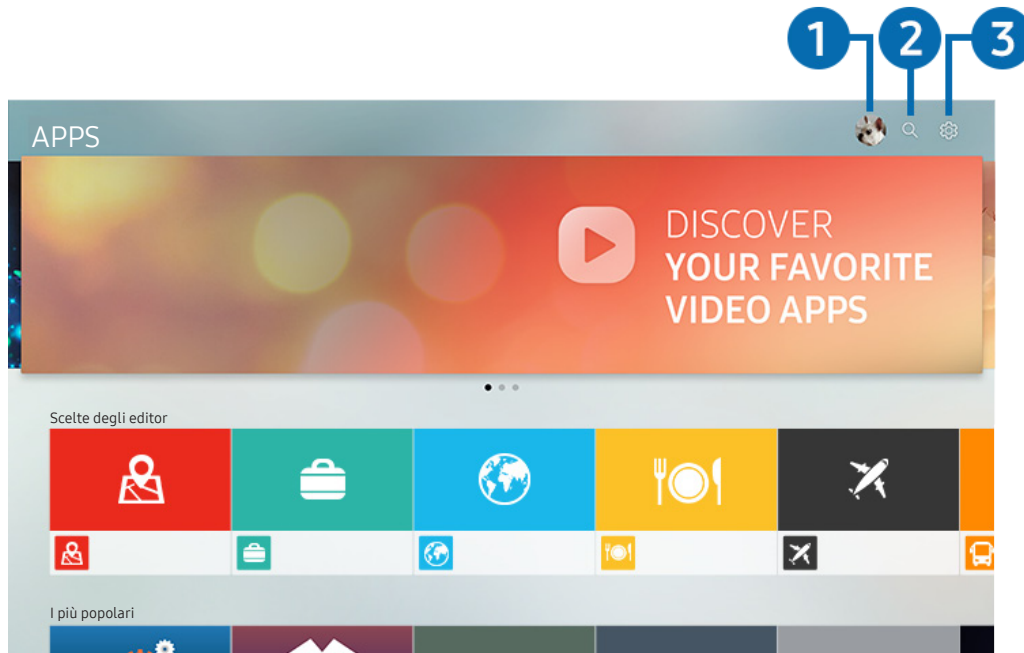 1 2 3
APPS
DISCOVER
YOUR FAVORITE
VIDEO APPS
Scelte degli editor
I più popolari